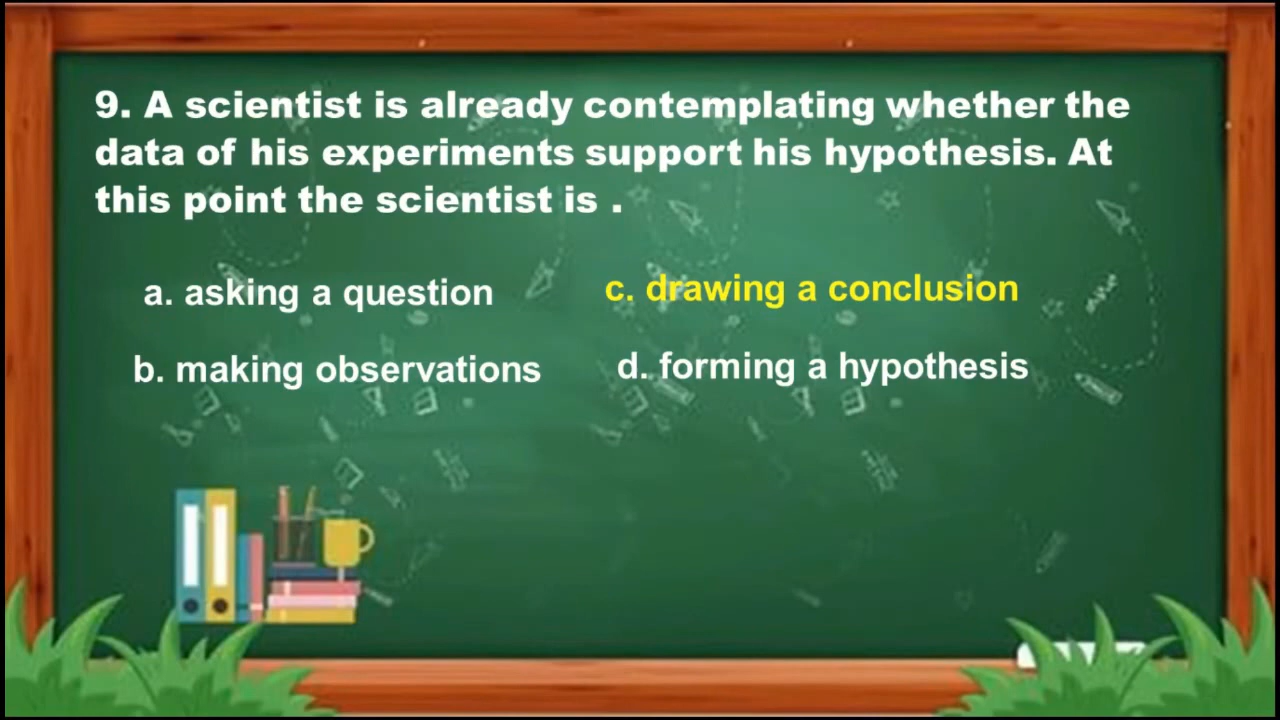 9. A scientist is already contemplating whether the
data of his experiments support his hypothesis. At
this point the scientist is .
a. asking a question
c. drawing a conclusion
b. making observations
d. forming a hypothesis